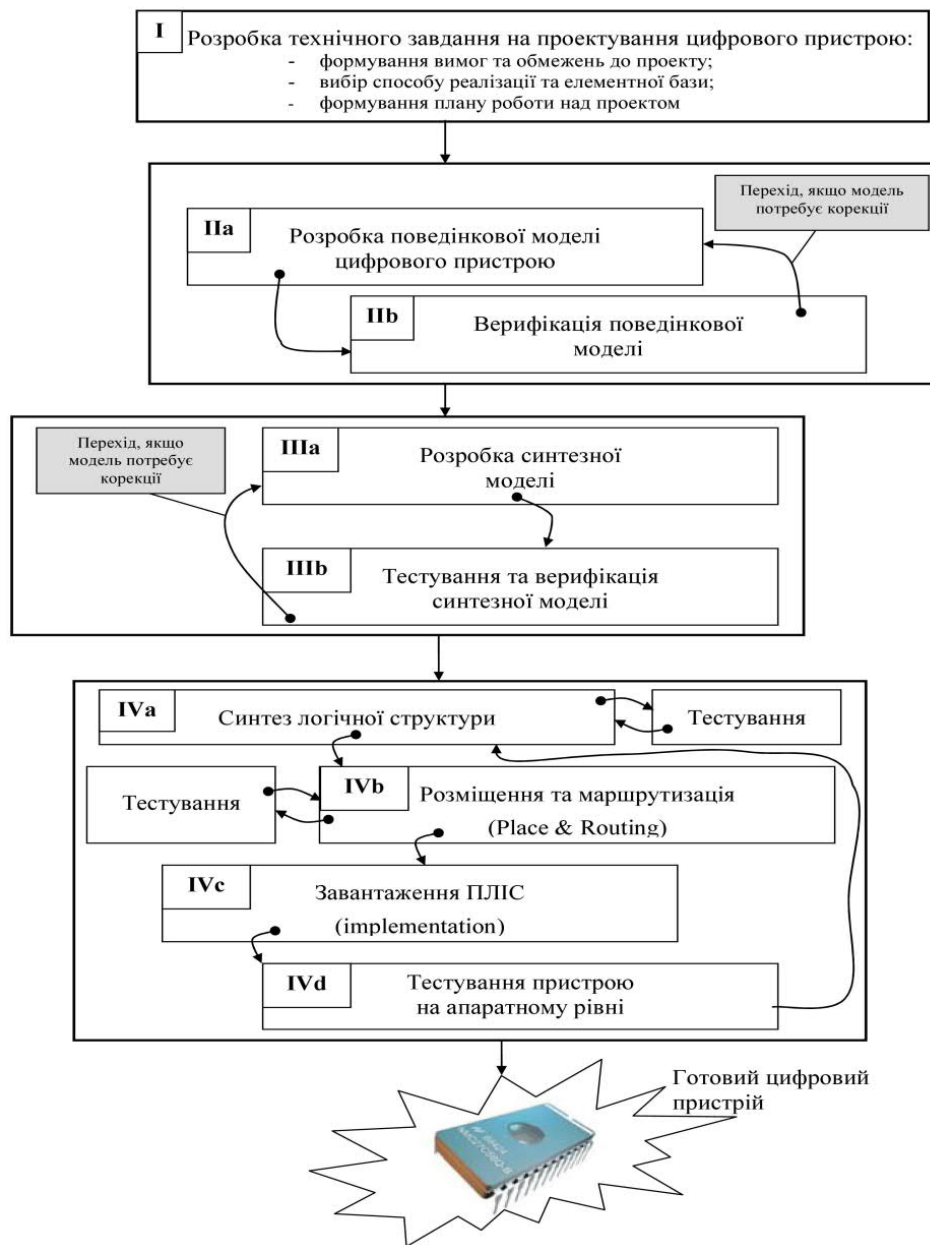 I
Розробка технічного завдання на проектування цифрового пристрою:
- формування вимог та обмежень до проекту;
- вибір способу реалізації та елементної бази;
- формування плану роботи над проектом
Перехід, якщо модель
потребує корекції
IIa
Розробка поведінкової моделі
цифрового пристрою
IIb
Верифікація поведінкової
моделі
Перехід, якщо
модель потребує
корекції
IIIa
Розробка синтезної
моделі
IIIb
Тестування та верифікація
синтезної моделі
IVa
Синтез логічної структури
Тестування
Тестування
IVb
Розміщення та маршрутизація
(Place & Routing)
IVc
Завантаження ПЛІС
(implementation)
IVd
Тестування пристрою
на апаратному рівні
Готовий цифровий
пристрій